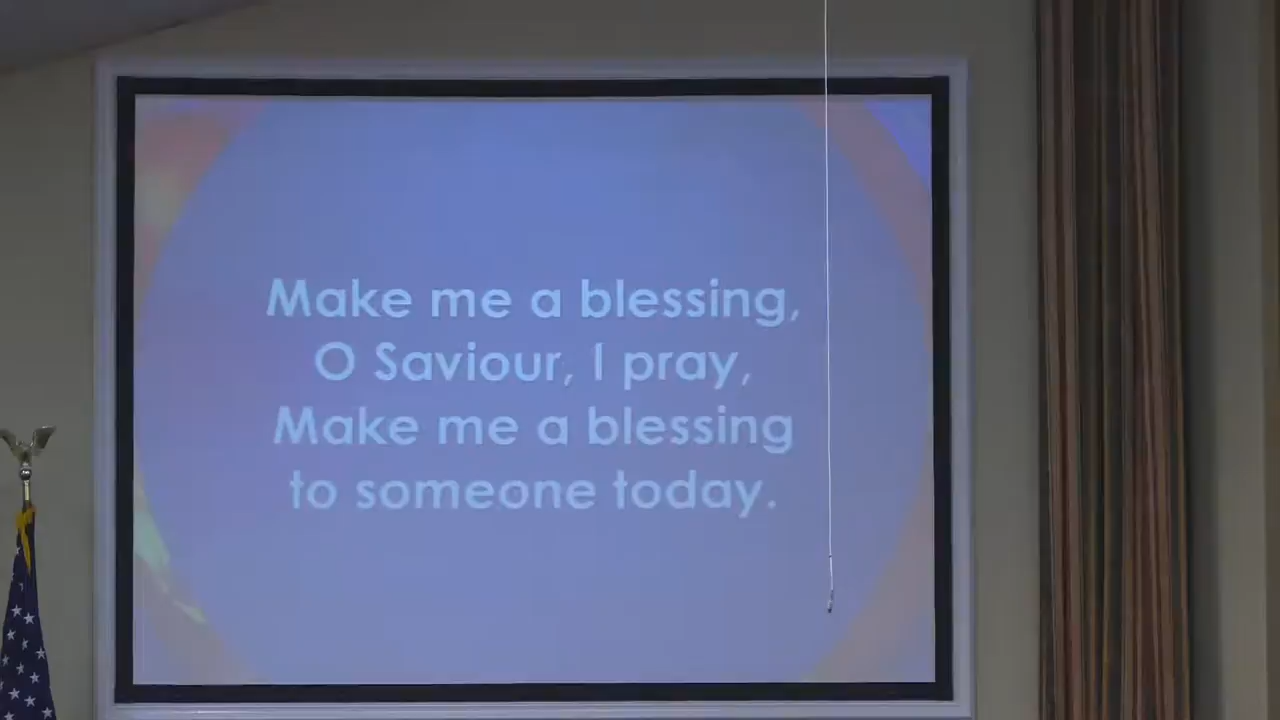 Make me a blessing,
O Saviour, I pray,
Make me a blessing
to someone today.